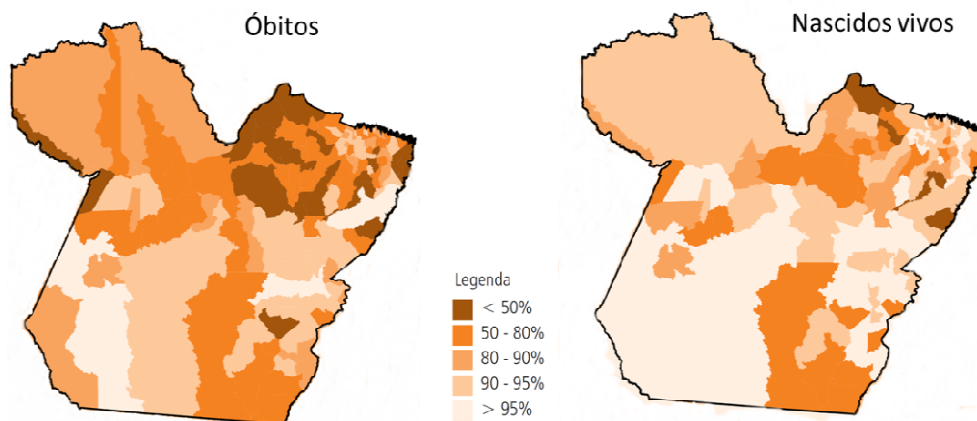 Óbitos
Nascidos vivos
Legenda
< 50%
50 - 80%
80 - 90%
90 - 95%
> 95%